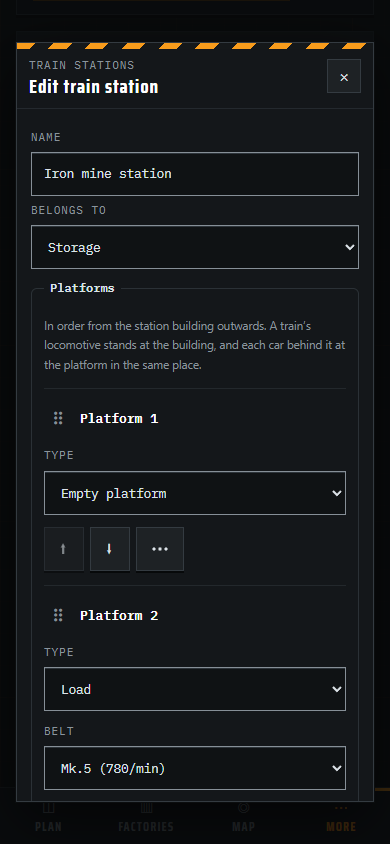 TRAIN STATIONS
Edit train station
×
NAME
Iron mine station
BELONGS TO
Storage
Platforms
In order from the station building outwards. A train's
locomotive stands at the building, and each car behind it at
the platform in the same place.
Platform 1
TYPE
Empty platform
Platform 2
TYPE
Load
BELT
Mk.5 (780/min)
PLAN
FACTORIES
MAP
MORE